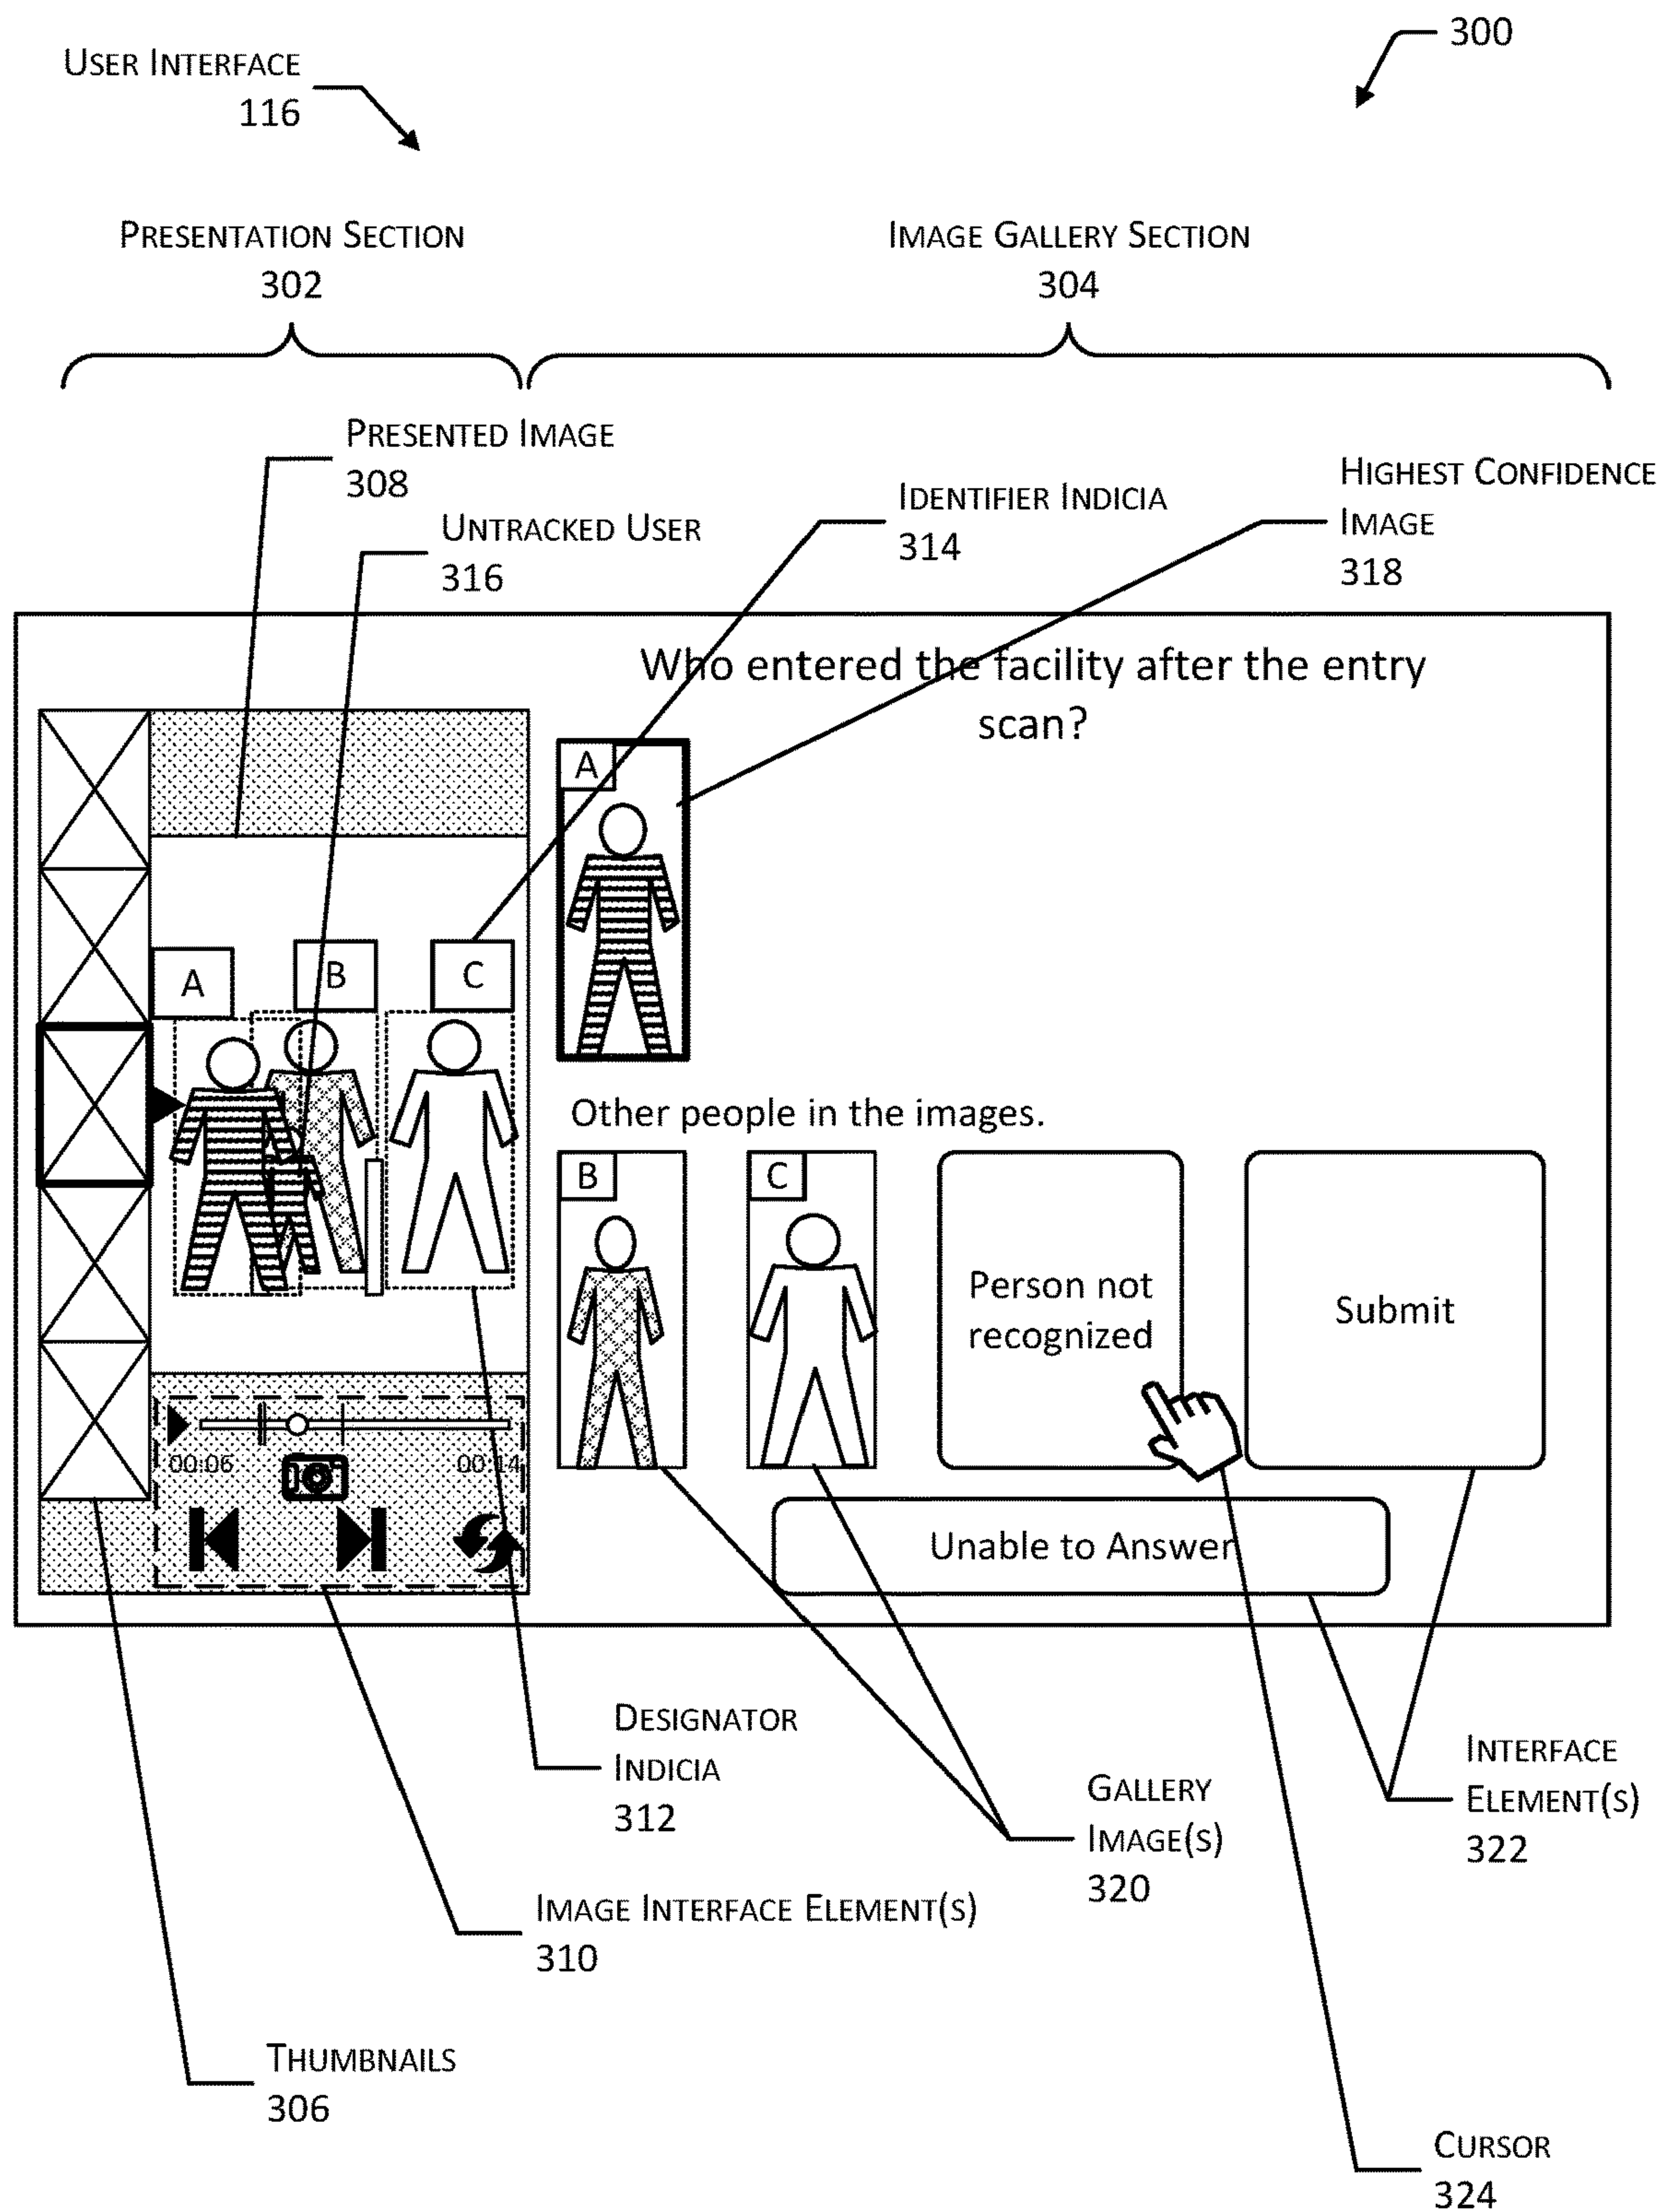 300
USER INTERFACE
116
PRESENTATION SECTION
302
IMAGE GALLERY SECTION
304
PRESENTED IMAGE
308
UNTRACKED USER
316
IDENTIFIER INDICIA
314
HIGHEST CONFIDENCE
IMAGE
318
Who entered the facility after the entry
scan?
A
A
B
C
Other people in the images.
B
C
Person not
recognized
Submit
00:06
00:14
Unable to Answer
DESIGNATOR
INDICIA
312
GALLERY
IMAGE(S)
320
INTERFACE
ELEMENT(S)
322
IMAGE INTERFACE ELEMENT(S)
310
THUMBNAILS
306
CURSOR
324